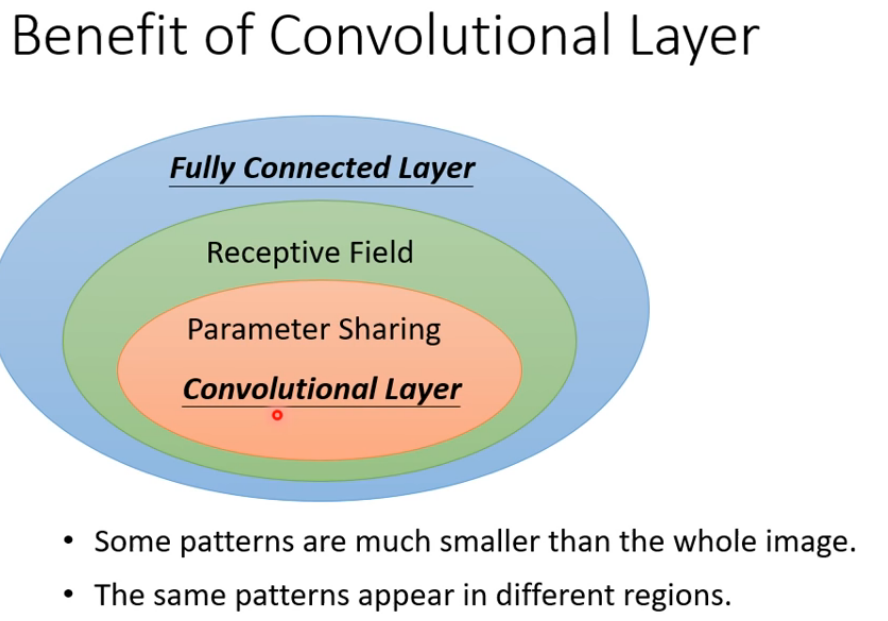 Benefit of Convolutional Layer
Fully Connected Layer
Receptive Field
Parameter Sharing
Convolutional Layer
• Some patterns are much smaller than the whole image.
• The same patterns appear in different regions.